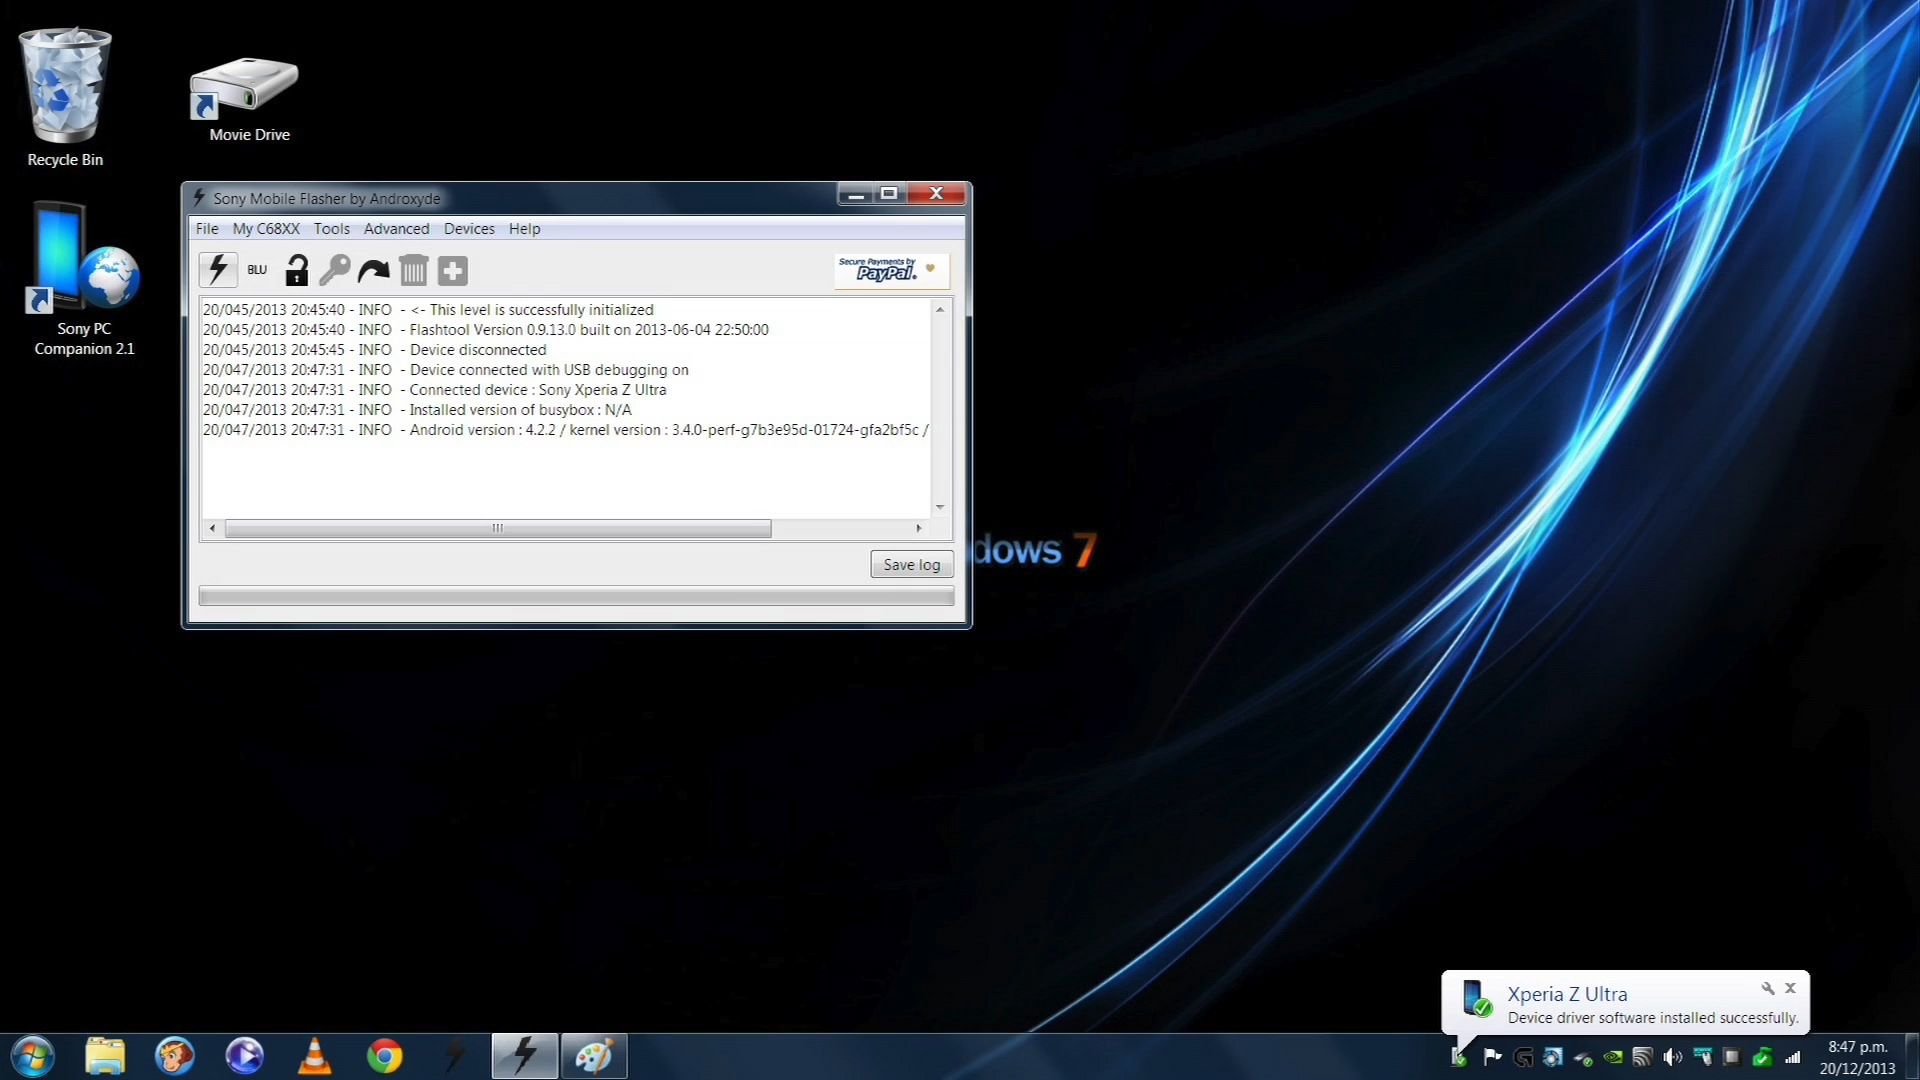 Recycle Bin
Movie Drive
Sony PC
Companion 2.1
Sony Mobile Flasher by Androxyde
File My C68XX Tools Advanced Devices Help
BLU
Secure Payments by
PayPal.
20/045/2013 20:45:40 - INFO - <- This level is successfully initialized
20/045/2013 20:45:40 - INFO - Flashtool Version 0.9.13.0 built on 2013-06-04 22:50:00
20/045/2013 20:45:45 - INFO - Device disconnected
20/047/2013 20:47:31 - INFO - Device connected with USB debugging on
20/047/2013 20:47:31 - INFO - Connected device : Sony Xperia Z Ultra
20/047/2013 20:47:31 - INFO - Installed version of busybox : N/A
20/047/2013 20:47:31 - INFO - Android version : 4.2.2 / kernel version : 3.4.0-perf-g7b3e95d-01724-gfa2bf5c /
Save log
dows 7
Xperia Z Ultra
Device driver software installed successfully.
8:47 p.m.
20/12/2013